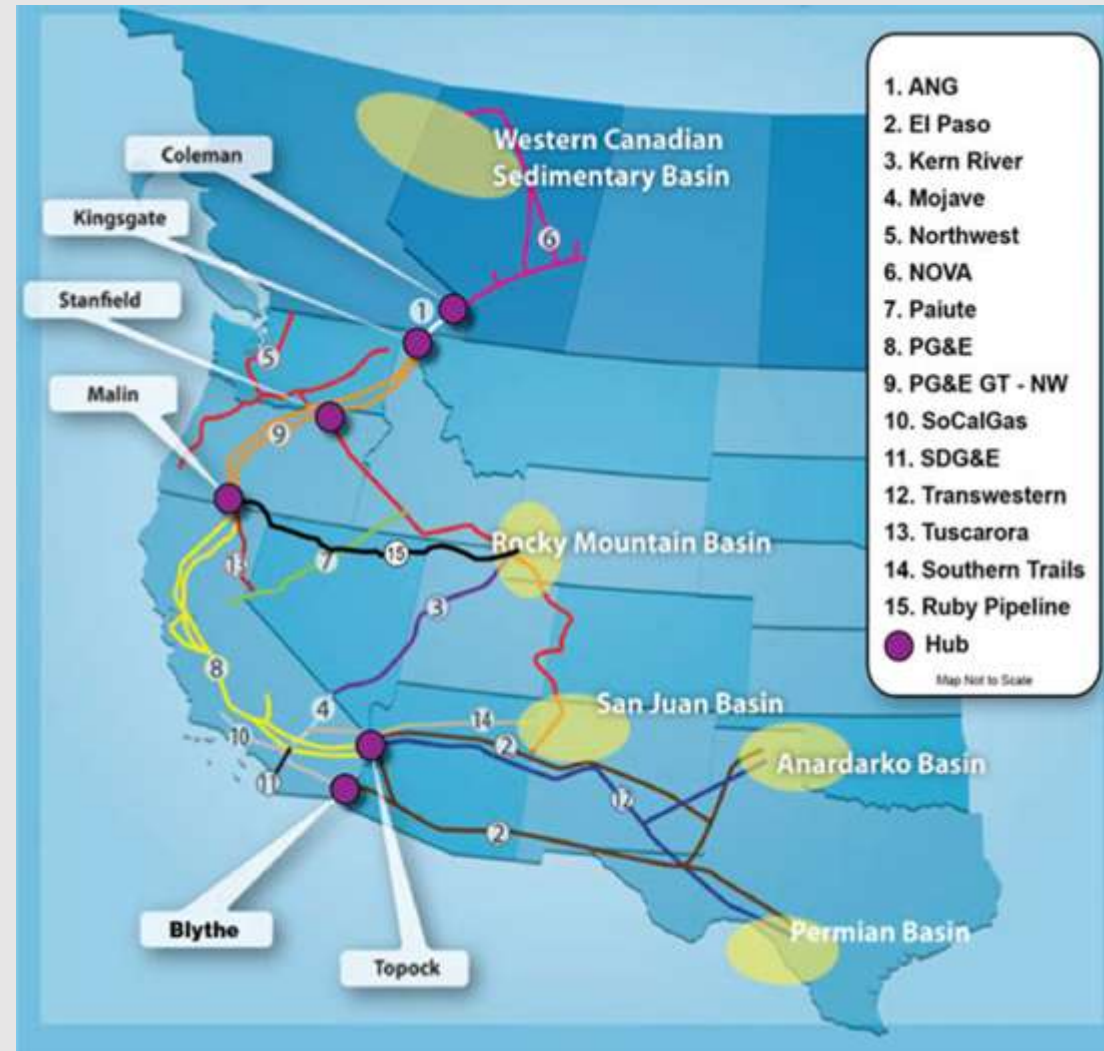 Western Canadian
Sedimentary Basin
Coleman
Kingsgate
Stanfield
Malin
6
1
5
9
Rocky Mountain Basin
15
7
13
3
8
San Juan Basin
4
14
10
2
Anardarko Basin
11
12
2
Blythe
Permian Basin
Topock
1. ANG
2. El Paso
3. Kern River
4. Mojave
5. Northwest
6. NOVA
7. Paiute
8. PG&E
9. PG&E GT - NW
10. SoCalGas
11. SDG&E
12. Transwestern
13. Tuscarora
14. Southern Trails
15. Ruby Pipeline
Hub
Map Not to Scale